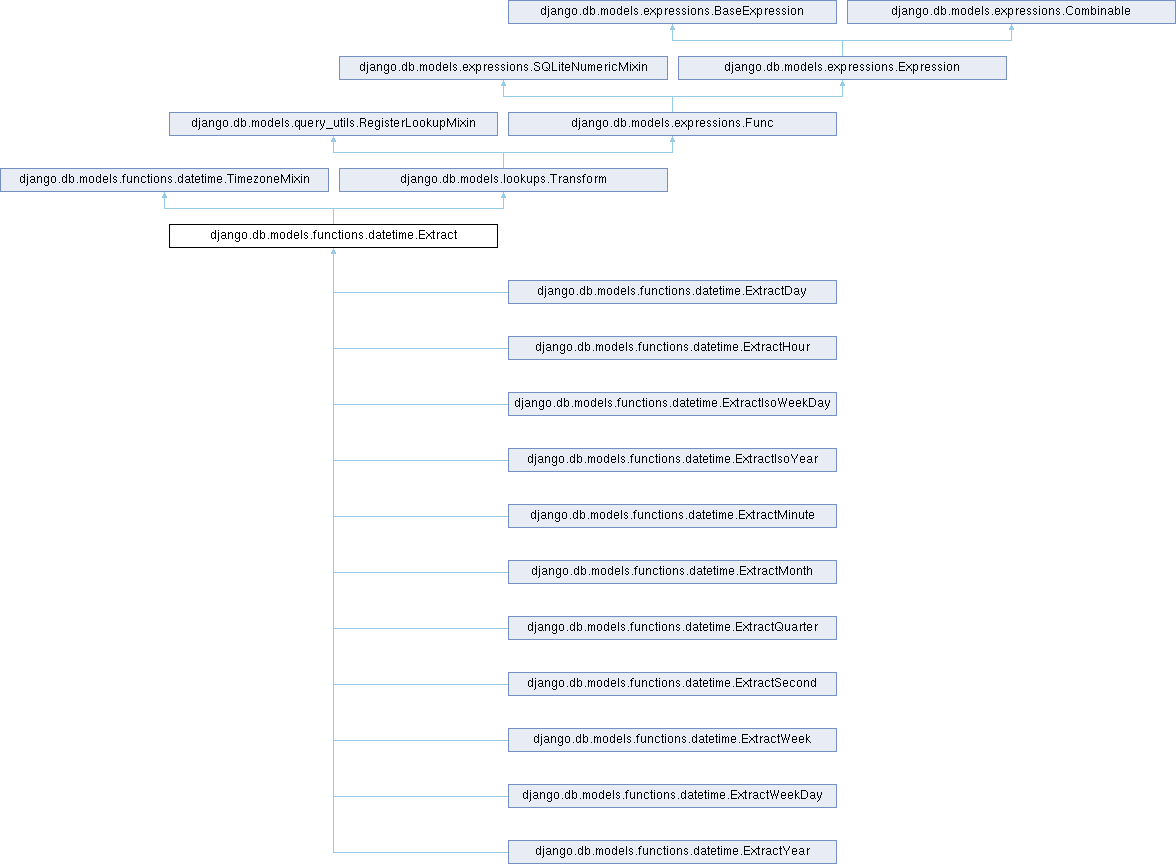 django.db.models.expressions.BaseExpression
django.db.models.expressions.Combinable
django.db.models.expressions.SQLiteNumericMixin
django.db.models.expressions.Expression
django.db.models.query_utils.RegisterLookupMixin
django.db.models.expressions.Func
django.db.models.functions.datetime.TimezoneMixin
django.db.models.lookups.Transform
django.db.models.functions.datetime.Extract
django.db.models.functions.datetime.ExtractDay
django.db.models.functions.datetime.ExtractHour
django.db.models.functions.datetime.ExtractIsoWeekDay
django.db.models.functions.datetime.ExtractIsoYear
django.db.models.functions.datetime.ExtractMinute
django.db.models.functions.datetime.ExtractMonth
django.db.models.functions.datetime.ExtractQuarter
django.db.models.functions.datetime.ExtractSecond
django.db.models.functions.datetime.ExtractWeek
django.db.models.functions.datetime.ExtractWeekDay
django.db.models.functions.datetime.ExtractYear